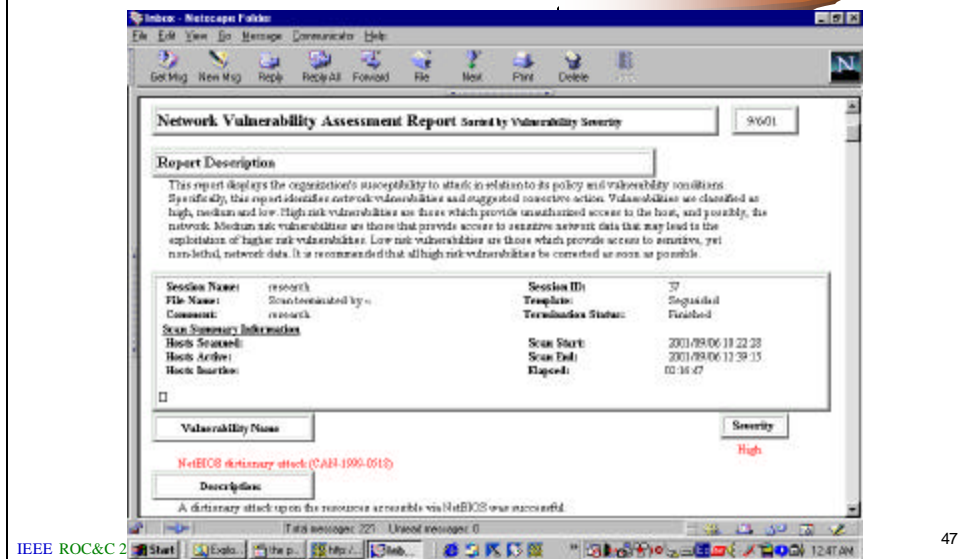 Inbox - Netscape Folder
File Edit View Go Message Communicator Help
Get Msg New Msg Reply Reply All Forward File Next Print Delete
Network Vulnerability Assessment Report Sorted by Vulnerability Severity
9/6/01
Report Description
This report displays the organization's susceptibility to attack in relation to its policy and vulnerability conditions.
Specifically, this report identifies network vulnerabilities and suggested corrective action. Vulnerabilities are classified as
high, medium and low. High risk vulnerabilities are those which provide unauthorized access to the host, and possibly, the
network. Medium risk vulnerabilities are those that provide access to sensitive network data that may lead to the
exploitation of higher risk vulnerabilities. Low risk vulnerabilities are those which provide access to sensitive, yet
non-lethal, network data. It is recommended that all high risk vulnerabilities be corrected as soon as possible.
Session Name: research Session ID: 37
File Name: Scan terminated by -: Template:
Comment: research Termination Status: Finished
Scan Summary Information
Hosts Scanned: Scan Start: 2001/09/06 10:22:28
Hosts Active: Scan End: 2001/09/06 12:39:15
Hosts Inactive: Elapsed: 02:16:47
Vulnerability Name Severity
High
NetBIOS dictionary attack (CAN-1999-0518)
Description:
A dictionary attack upon the resources accessible via NetBIOS was successful.
Total messages: 221 Unread messages: 0
IEEE ROC&C 2 Start 12:47 AM
47